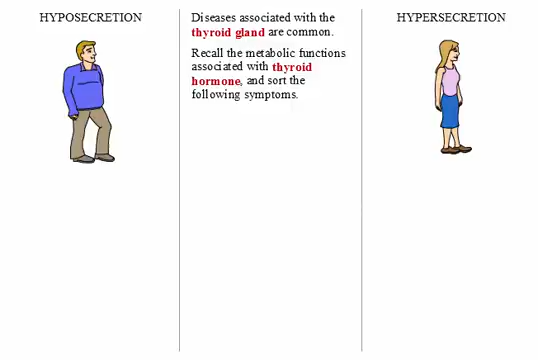 HYPOSECRETION
Diseases associated with the
thyroid gland are common.
Recall the metabolic functions
associated with thyroid
hormone, and sort the
following symptoms.
HYPERSECRETION